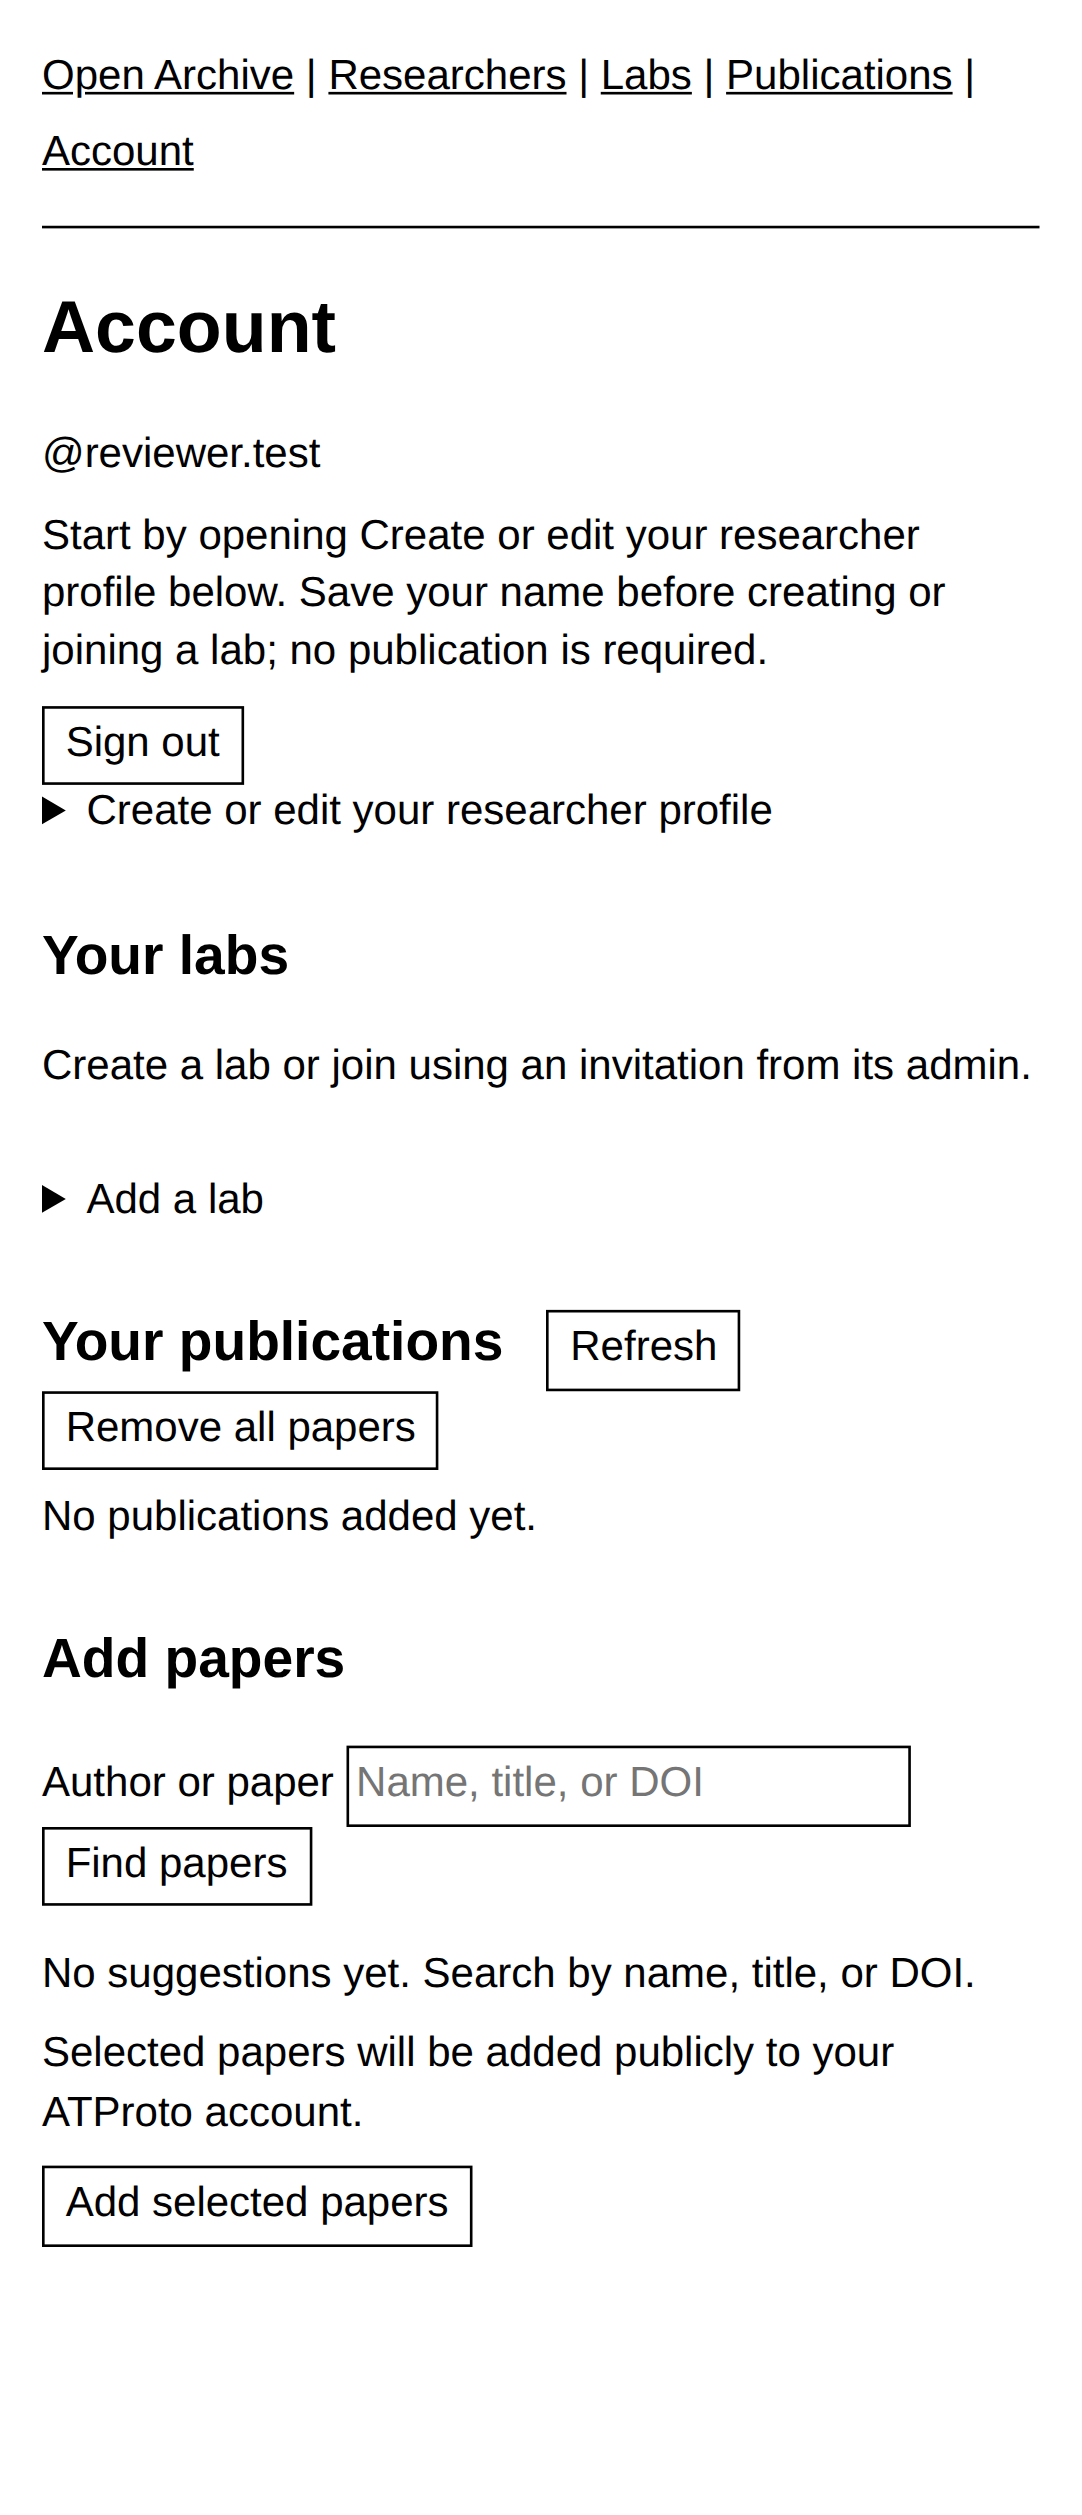 Open Archive | Researchers | Labs | Publications |
Account
Account
@reviewer.test
Start by opening Create or edit your researcher
profile below. Save your name before creating or
joining a lab; no publication is required.
Sign out
Create or edit your researcher profile
Your labs
Create a lab or join using an invitation from its admin.
Add a lab
Your publications Refresh
Remove all papers
No publications added yet.
Add papers
Author or paper Name, title, or DOI
Find papers
No suggestions yet. Search by name, title, or DOI.
Selected papers will be added publicly to your
ATProto account.
Add selected papers